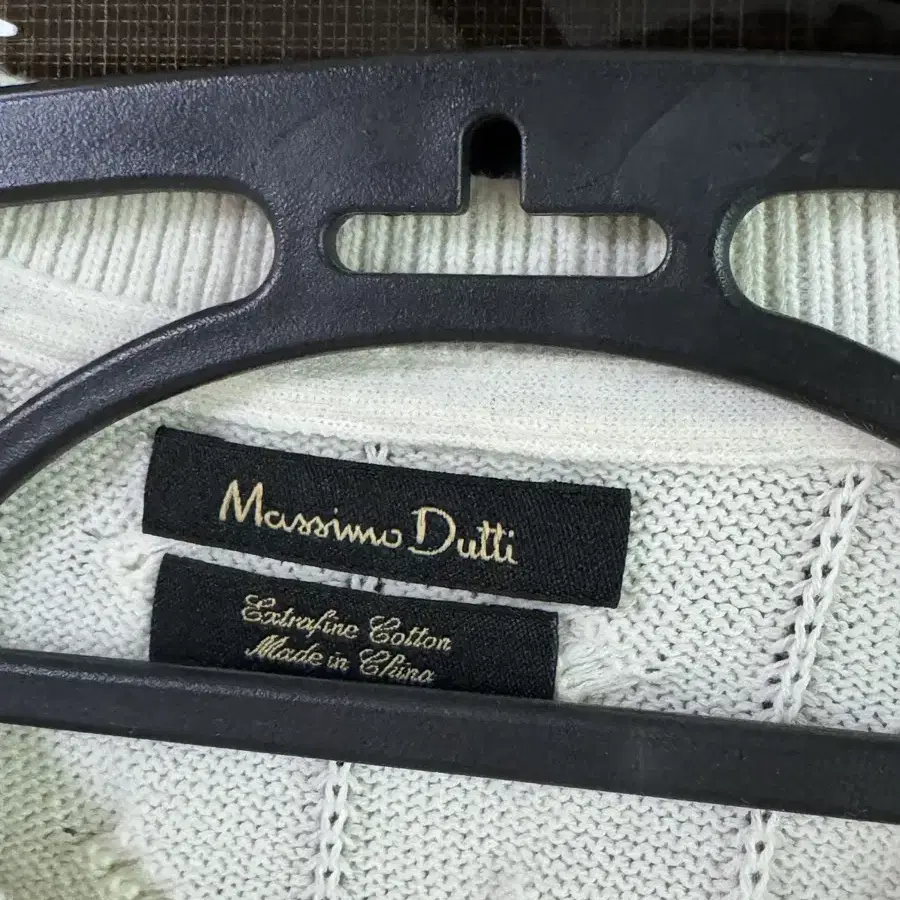 Massimo Dutti
Extrafine Cotton
Made in China